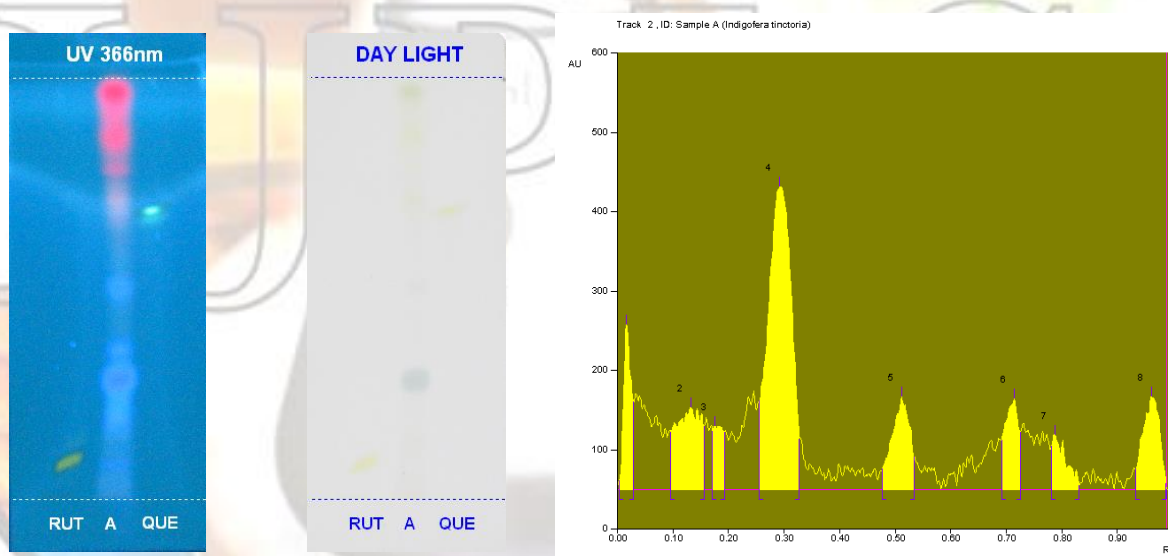 UV 366nm
RUT A QUE
DAY LIGHT
RUT A QUE
Track 2 , ID: Sample A (Indigofera tinctoria)
AU
600
500
400
300
200
100
0
2
3
4
5
6
7
8
0.00 0.10 0.20 0.30 0.40 0.50 0.60 0.70 0.80 0.90
R